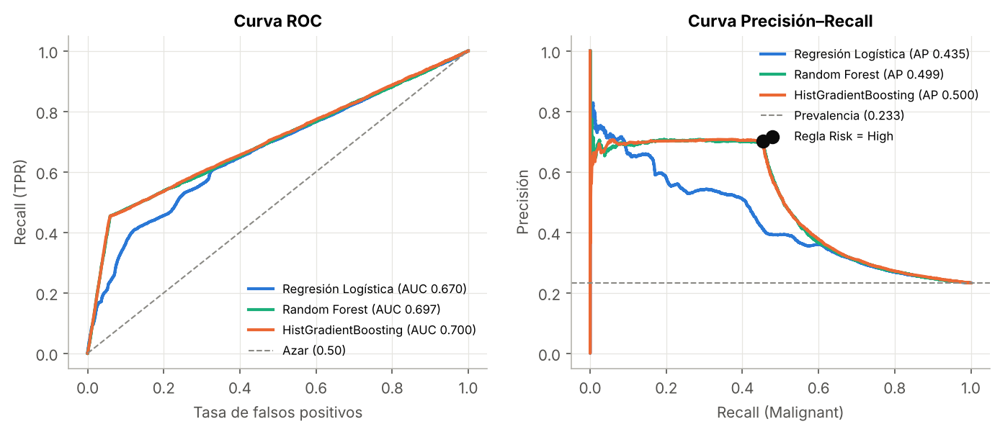 Curva ROC
1.0
0.8
0.6
0.4
0.2
0.0
Recall (TPR)
Regresión Logística (AUC 0.670)
Random Forest (AUC 0.697)
HistGradientBoosting (AUC 0.700)
Azar (0.50)
0.0 0.2 0.4 0.6 0.8 1.0
Tasa de falsos positivos
Curva Precisión–Recall
1.0
0.8
0.6
0.4
0.2
0.0
Precisión
Regresión Logística (AP 0.435)
Random Forest (AP 0.499)
HistGradientBoosting (AP 0.500)
Prevalencia (0.233)
Regla Risk = High
0.0 0.2 0.4 0.6 0.8 1.0
Recall (Malignant)